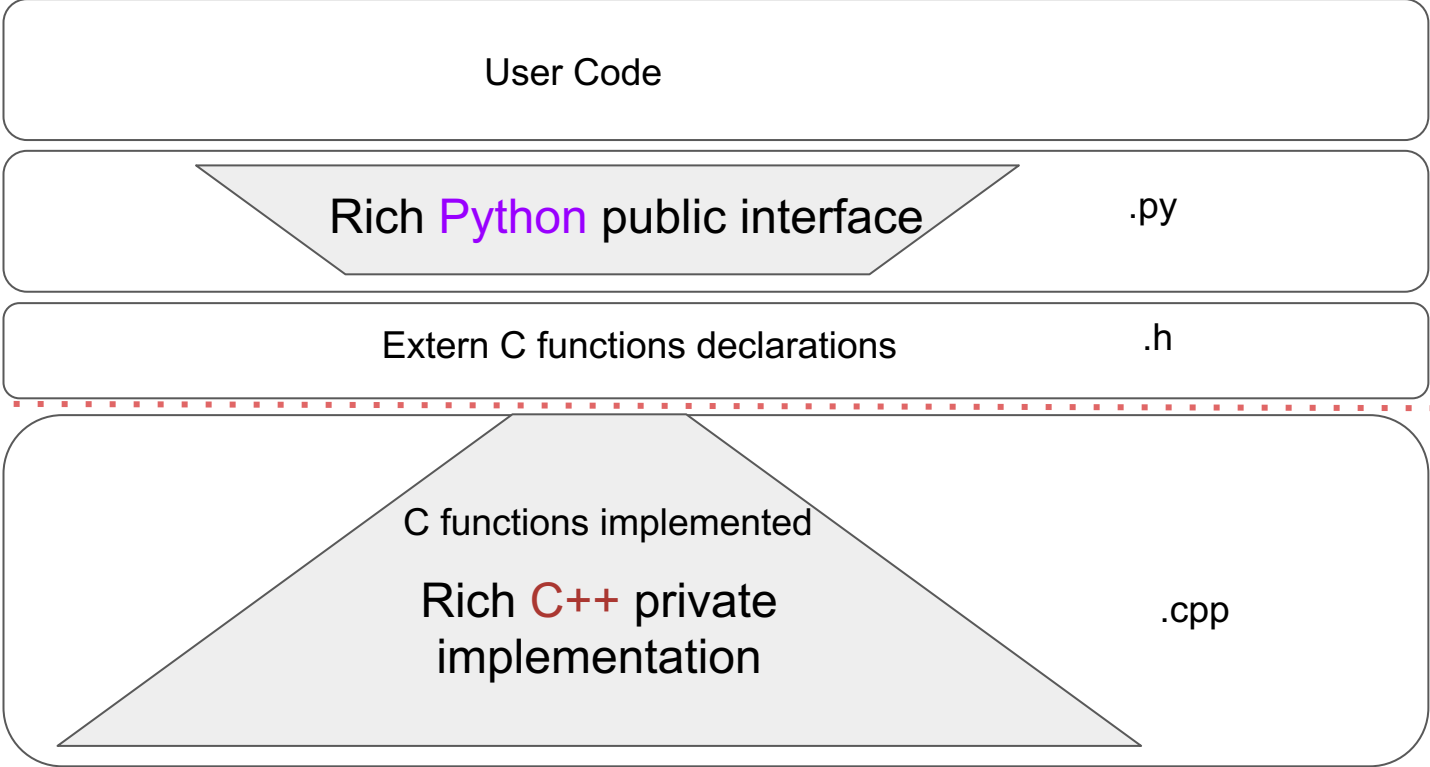 User Code
Rich Python public interface
.py
Extern C functions declarations
.h
C functions implemented
Rich C++ private
implementation
.cpp